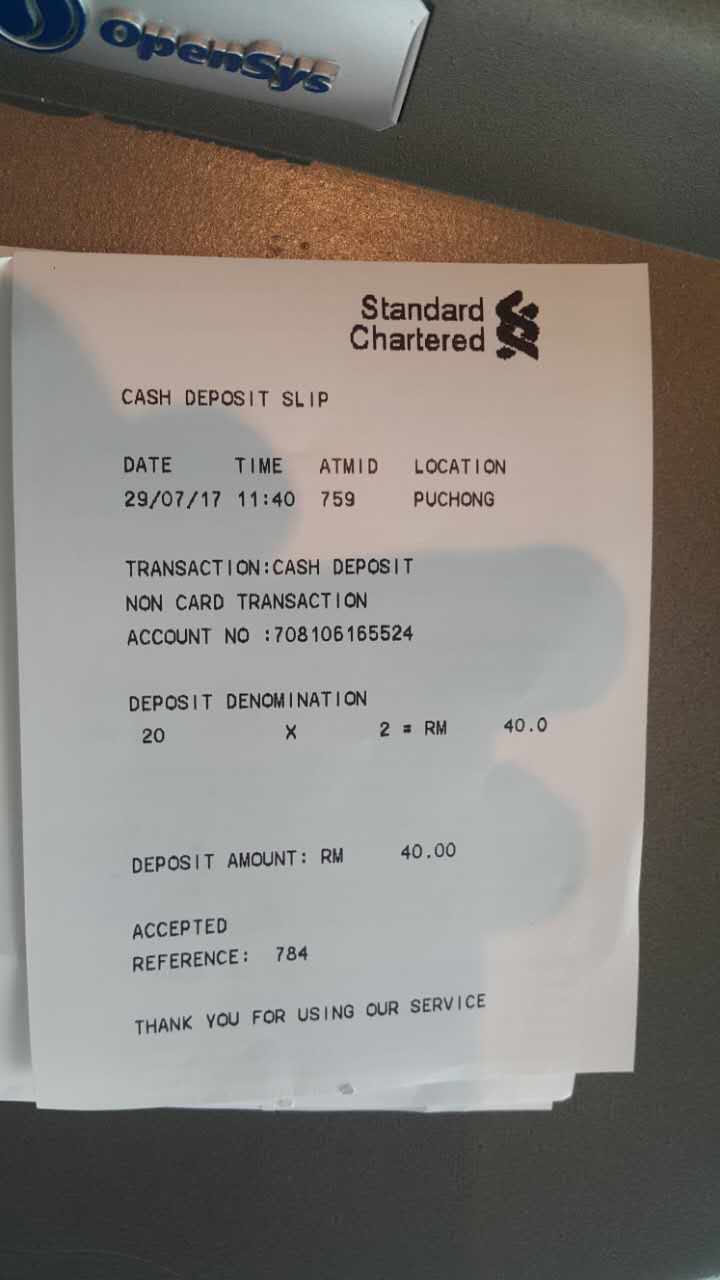 OpenSys
Standard
Chartered
CASH DEPOSIT SLIP
DATE TIME ATMID LOCATION
29/07/17 11:40 759 PUCHONG
TRANSACTION:CASH DEPOSIT
NON CARD TRANSACTION
ACCOUNT NO :708106165524
DEPOSIT DENOMINATION
20 X 2 = RM 40.0
DEPOSIT AMOUNT: RM 40.00
ACCEPTED
REFERENCE: 784
THANK YOU FOR USING OUR SERVICE